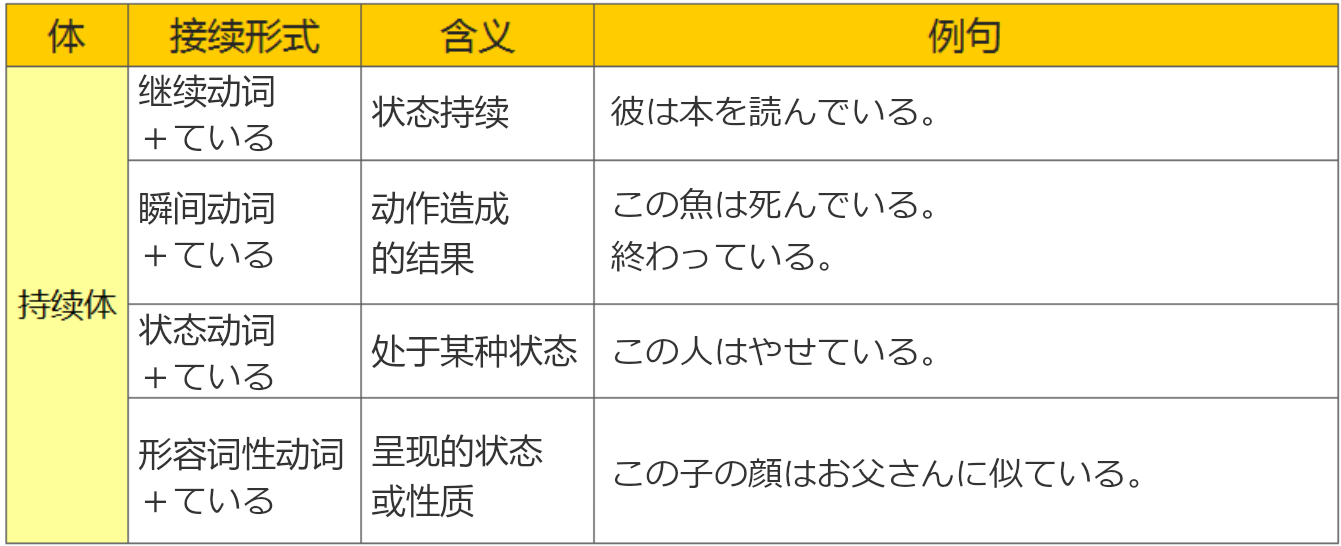 体 接续形式 含义 例句
持续体
继续动词
＋ている
状态持续
彼は本を読んでいる。
瞬间动词
＋ている
动作造成
的结果
この魚は死んでいる。
終わっている。
状态动词
＋ている
处于某种状态
この人はやせている。
形容词性动词
＋ている
呈现的状态
或性质
この子の顔はお父さんに似ている。